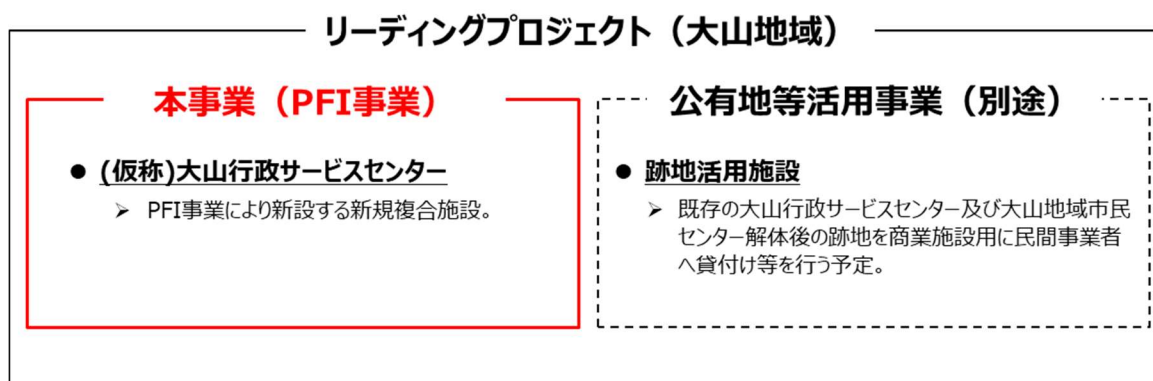 リーディングプロジェクト（大山地域）
本事業（PFI事業）
● (仮称)大山行政サービスセンター
➢ PFI事業により新設する新規複合施設。
公有地等活用事業（別途）
● 跡地活用施設
➢ 既存の大山行政サービスセンター及び大山地域市民
センター解体後の跡地を商業施設用に民間事業者
へ貸付け等を行う予定。